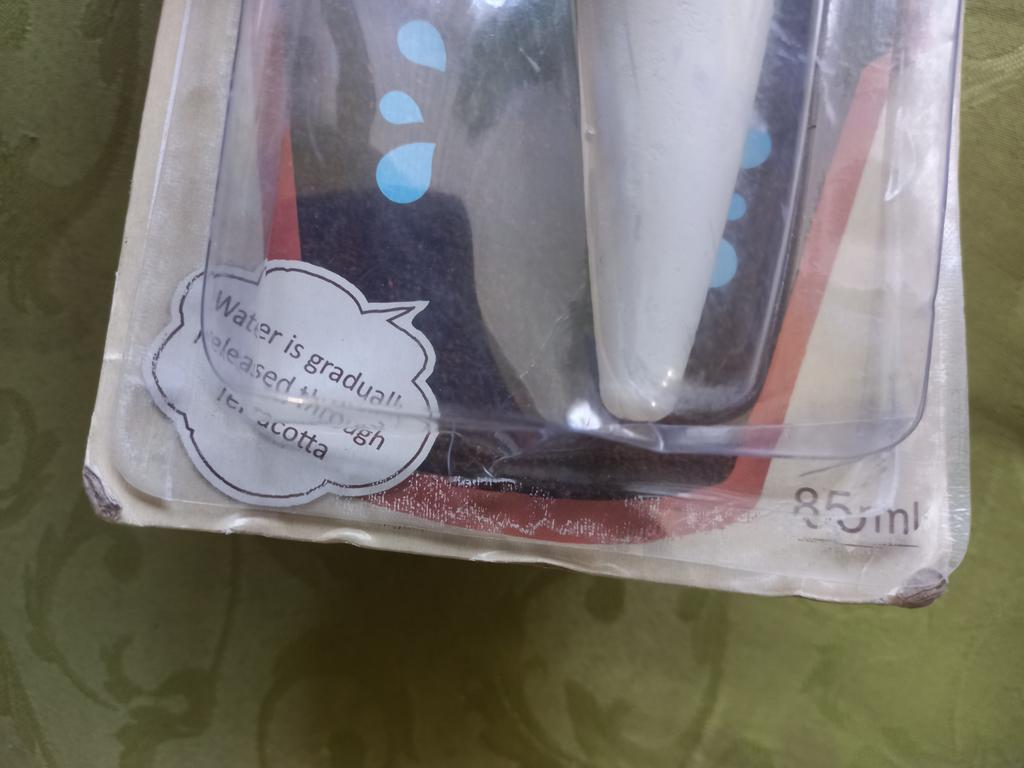 Water is gradually
released through
terracotta
85ml